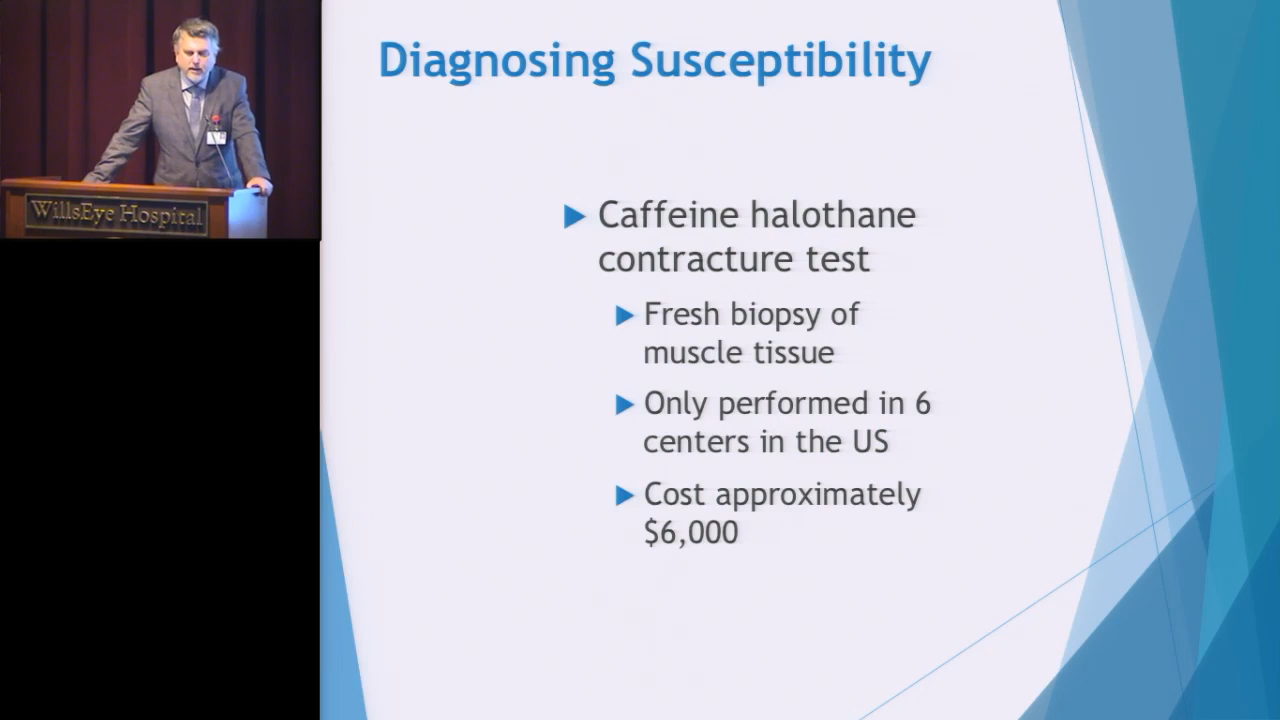 Diagnosing Susceptibility
WillsEye Hospital
Caffeine halothane
contracture test
Fresh biopsy of
muscle tissue
Only performed in 6
centers in the US
Cost approximately
$6,000